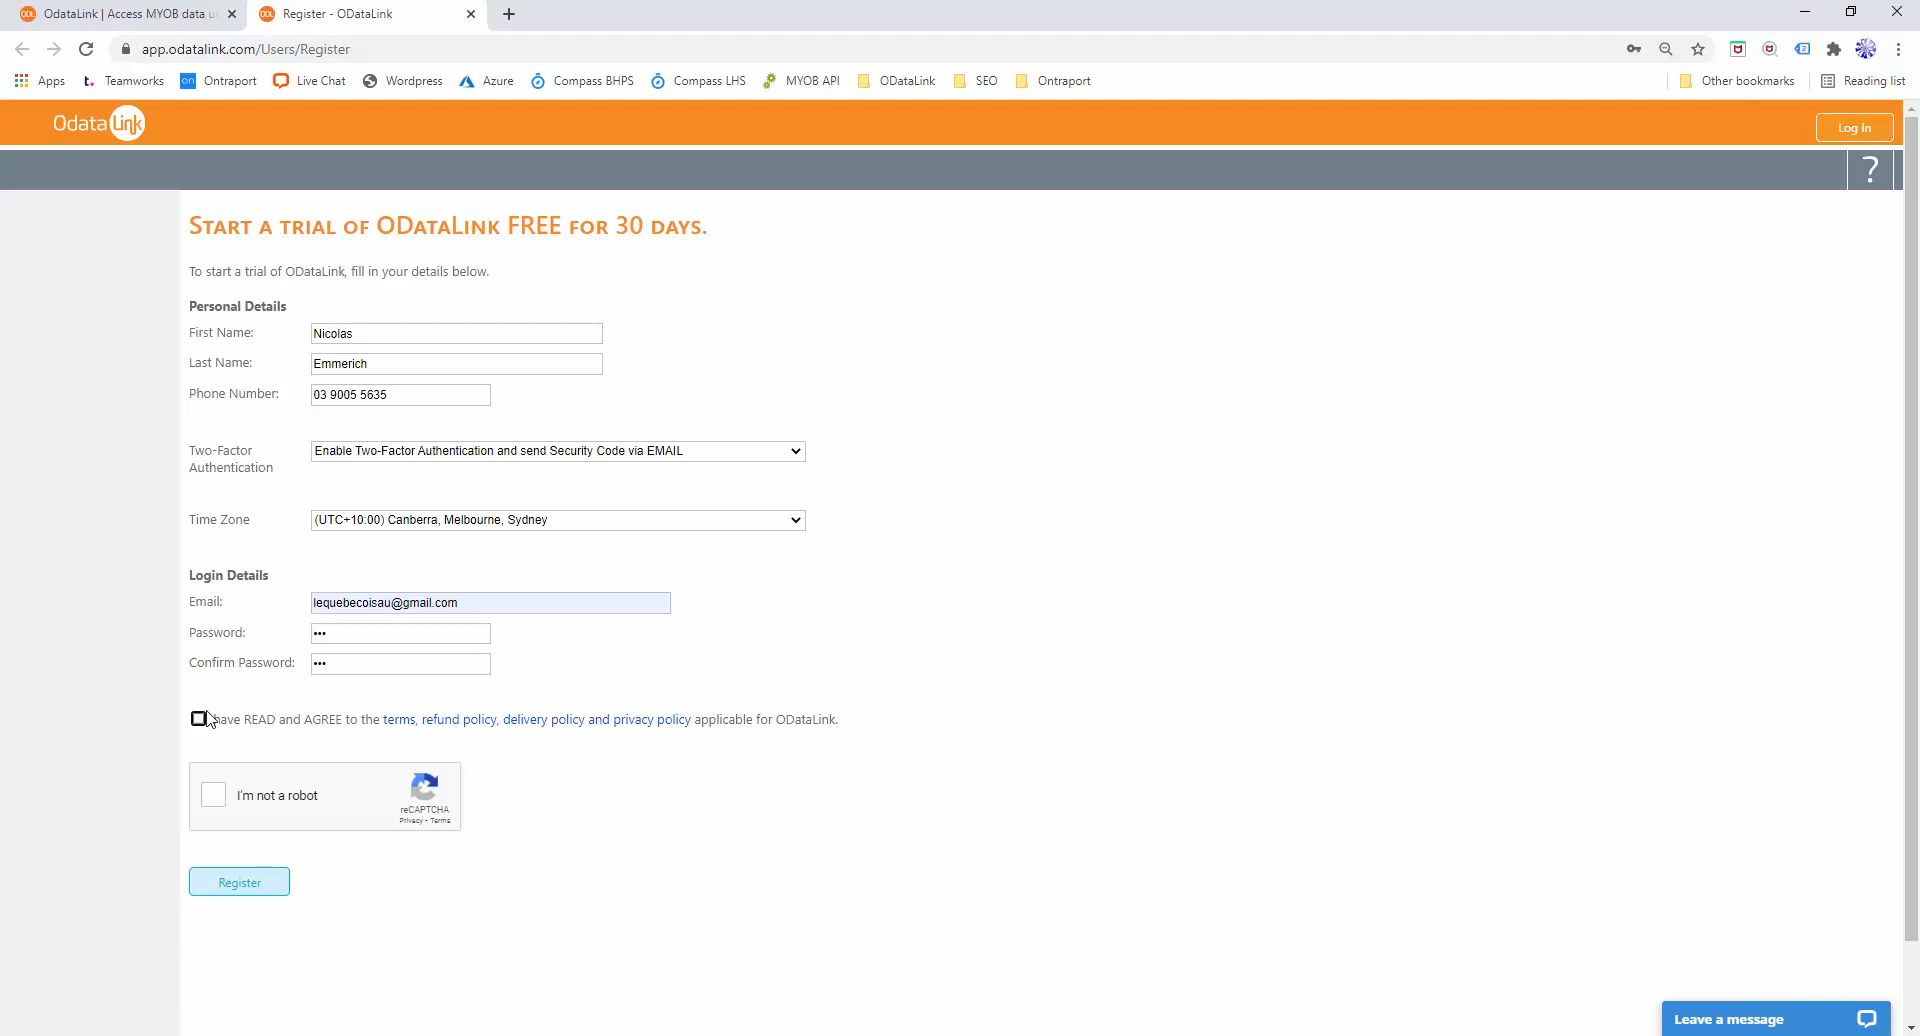 OdataLink | Access MYOB data u
Register - ODataLink
app.odatalink.com/Users/Register
Apps
Teamworks
on Ontraport
Live Chat
Wordpress
Azure
Compass BHPS
Compass LHS
MYOB API
ODataLink
SEO
Ontraport
Other bookmarks
Reading list
Odata Link
Log In
?
START A TRIAL OF ODATALINK FREE FOR 30 DAYS.
To start a trial of ODataLink, fill in your details below.
Personal Details
First Name: Nicolas
Last Name: Emmerich
Phone Number: 03 9005 5635
Two-Factor Authentication Enable Two-Factor Authentication and send Security Code via EMAIL
Time Zone (UTC+10:00) Canberra, Melbourne, Sydney
Login Details
Email: lequebecoisau@gmail.com
Password: •••
Confirm Password: •••
have READ and AGREE to the terms, refund policy, delivery policy and privacy policy applicable for ODataLink.
I'm not a robot
reCAPTCHA
Privacy - Terms
Register
Leave a message